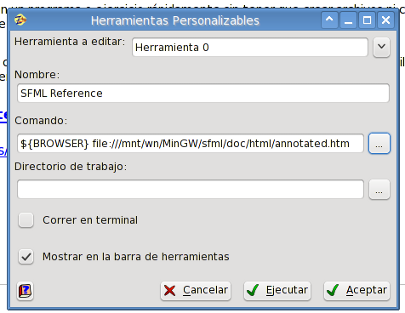 Herramientas Personalizables
Herramienta a editar:
Herramienta 0
Nombre:
SFML Reference
Comando:
${BROWSER} file:///mnt/wn/MinGW/sfml/doc/html/annotated.htm
...
Directorio de trabajo:
...
Correr en terminal
Mostrar en la barra de herramientas
Cancelar
Ejecutar
Aceptar